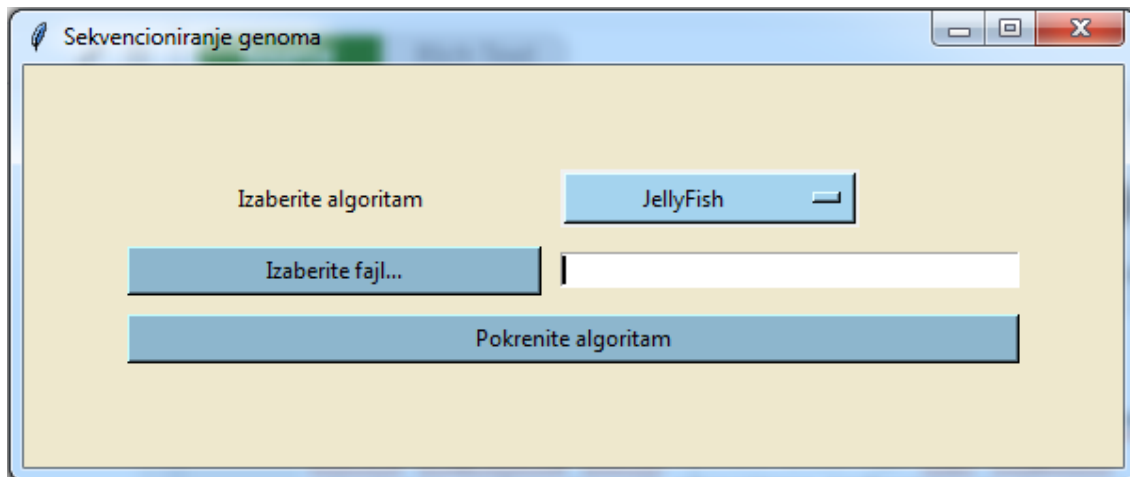 Sekvencioniranje genoma
Izaberite algoritam JellyFish
Izaberite fajl...
Pokrenite algoritam